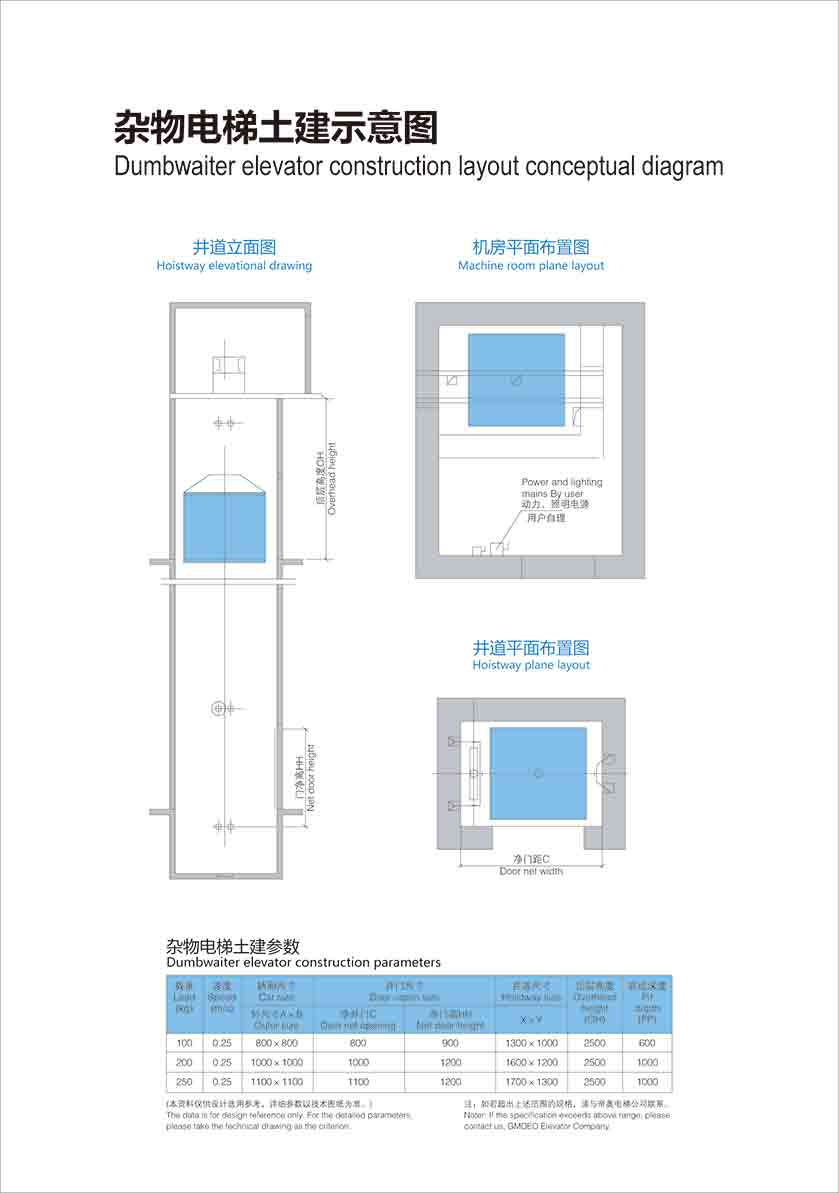 杂物电梯土建示意图
Dumbwaiter elevator construction layout conceptual diagram
井道立面图
Hoistway elevational drawing
机房平面布置图
Machine room plane layout
顶层高度OH
Overhead height
门净高HH
Net door height
Power and lighting
mains By user
动力、照明电源
用户自理
井道平面布置图
Hoistway plane layout
净门距C
Door net width
杂物电梯土建参数
Dumbwaiter elevator construction parameters
载重 速度 轿厢尺寸 开门尺寸 井道尺寸 顶层高度 底坑深度
Load Speed Car size Door open size Hoistway size Overhead Pit
(kg) (m/s) height depth
外尺寸A×B 净开门C 净门高HH X×Y (OH) (PP)
Outer size Door net opening Net door height
100 0.25 800×800 800 900 1300×1000 2500 600
200 0.25 1000×1000 1000 1200 1600×1200 2500 1000
250 0.25 1100×1100 1100 1200 1700×1300 2500 1000
(本资料仅供设计选用参考，详细参数以技术图纸为准。)
The data is for design reference only. For the detailed parameters,
please take the technical drawing as the criterion.
注：如若超出上述范围的规格，请与帝奥电梯公司联系。
Note: If the specification exceeds above range, please
contact us, GMDEO Elevator Company.